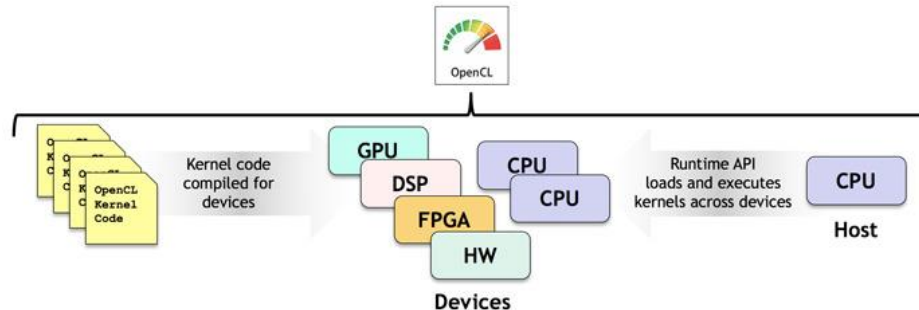 OpenCL
OpenCL
Kernel
Code
Kernel code
compiled for
devices
GPU
DSP
FPGA
HW
CPU
CPU
Devices
Runtime API
loads and executes
kernels across devices
CPU
Host